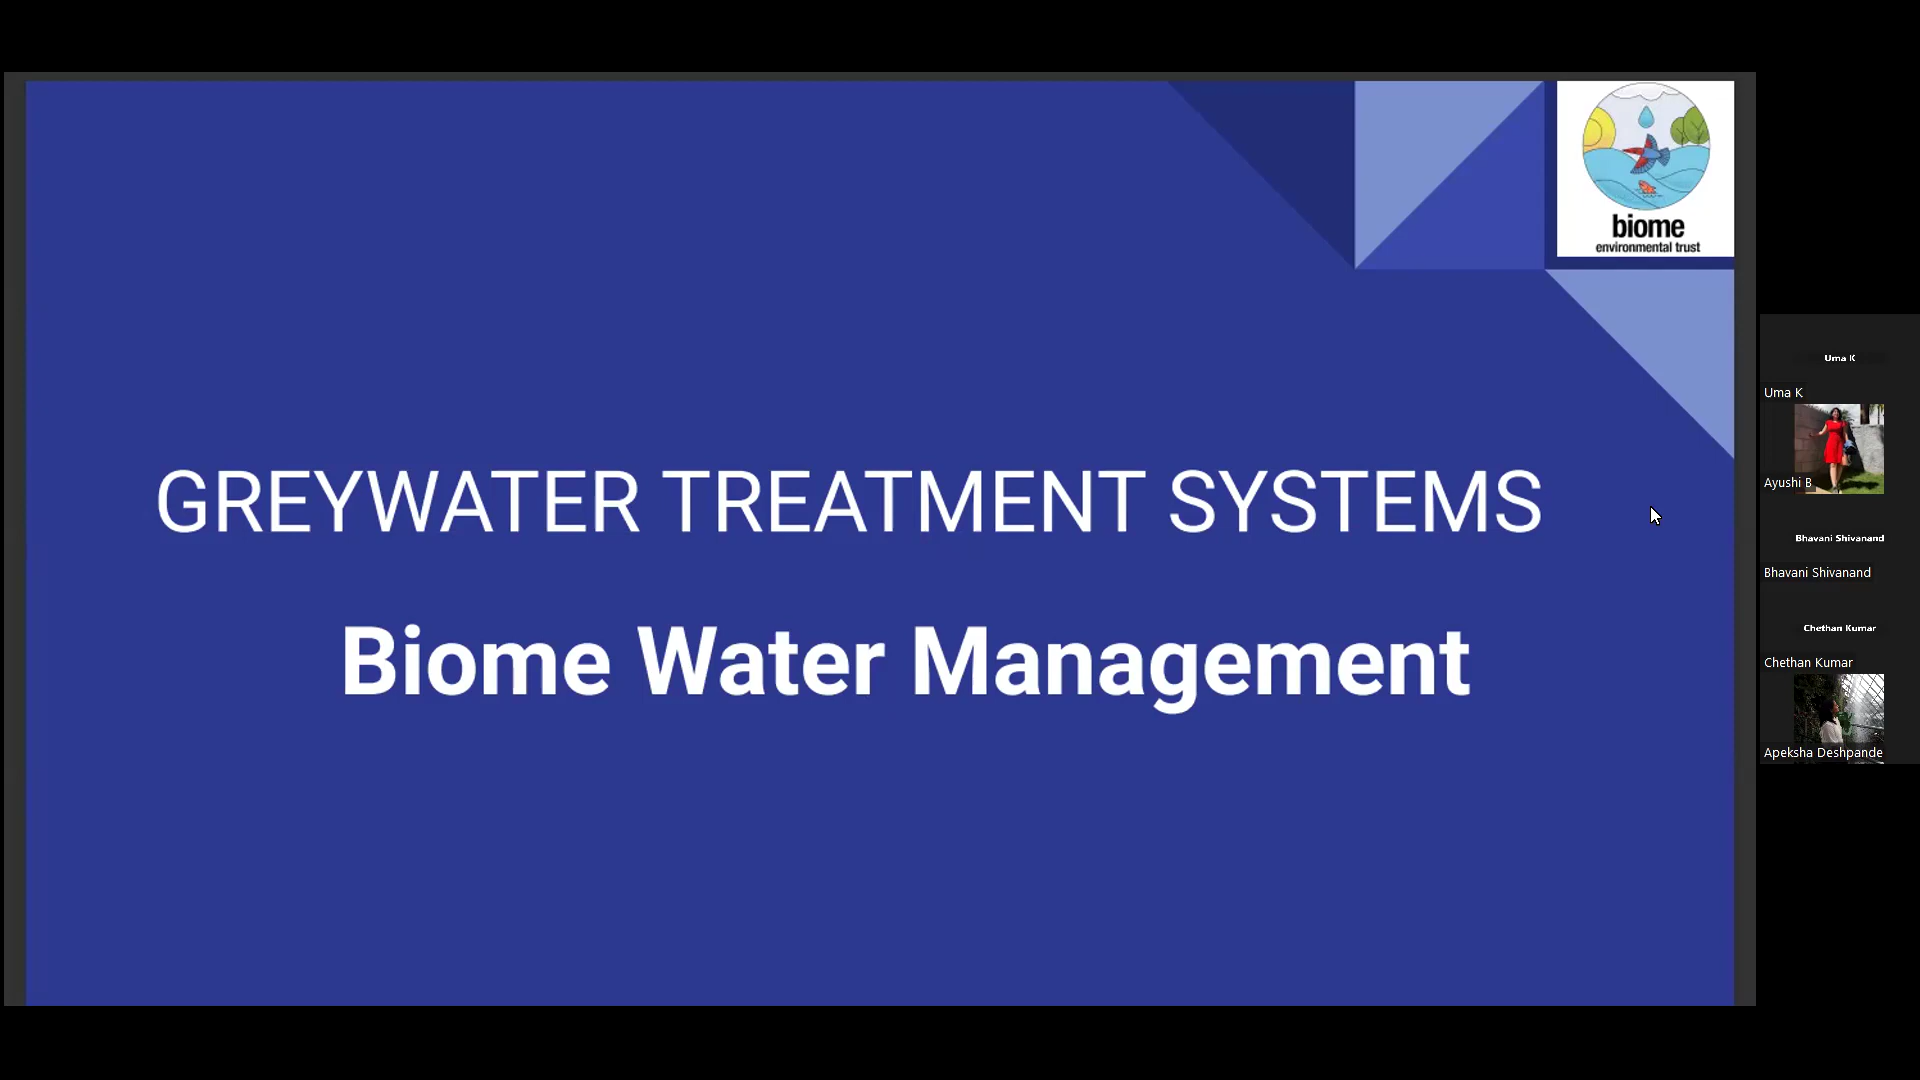 biome
environmental trust
GREYWATER TREATMENT SYSTEMS
Biome Water Management
Uma K
Uma K
Ayushi B
Bhavani Shivanand
Bhavani Shivanand
Chethan Kumar
Chethan Kumar
Apeksha Deshpande